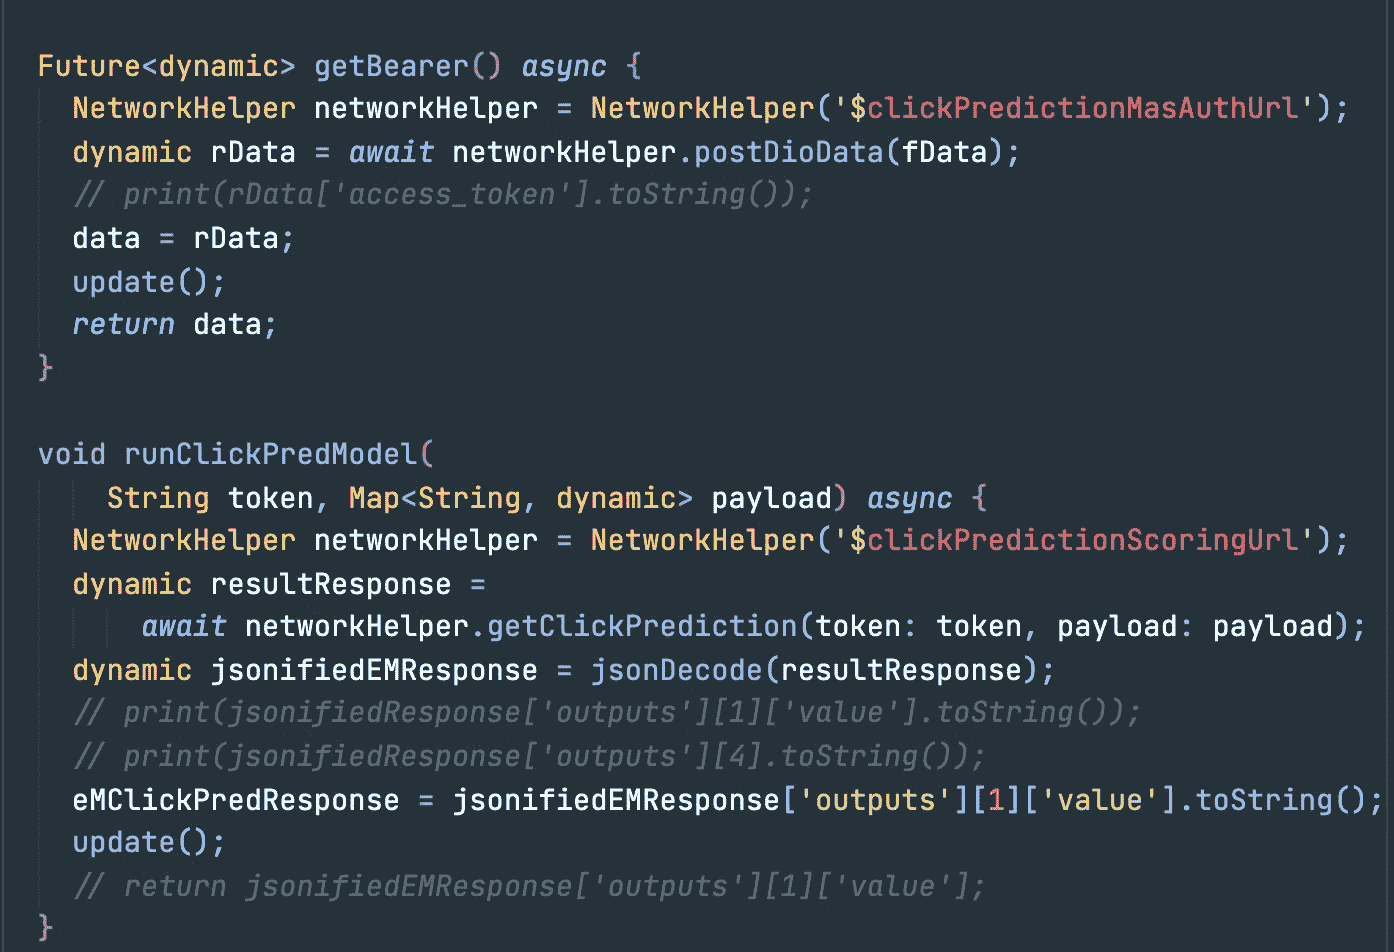 Future<dynamic> getBearer() async {
  NetworkHelper networkHelper = NetworkHelper('$clickPredictionMasAuthUrl');
  dynamic rData = await networkHelper.postDioData(fData);
  // print(rData['access_token'].toString());
  data = rData;
  update();
  return data;
}

void runClickPredModel(
    String token, Map<String, dynamic> payload) async {
  NetworkHelper networkHelper = NetworkHelper('$clickPredictionScoringUrl');
  dynamic resultResponse =
      await networkHelper.getClickPrediction(token: token, payload: payload);
  dynamic jsonifiedEMResponse = jsonDecode(resultResponse);
  // print(jsonifiedResponse['outputs'][1]['value'].toString());
  // print(jsonifiedResponse['outputs'][4].toString());
  eMClickPredResponse = jsonifiedEMResponse['outputs'][1]['value'].toString();
  update();
  // return jsonifiedEMResponse['outputs'][1]['value'];
}